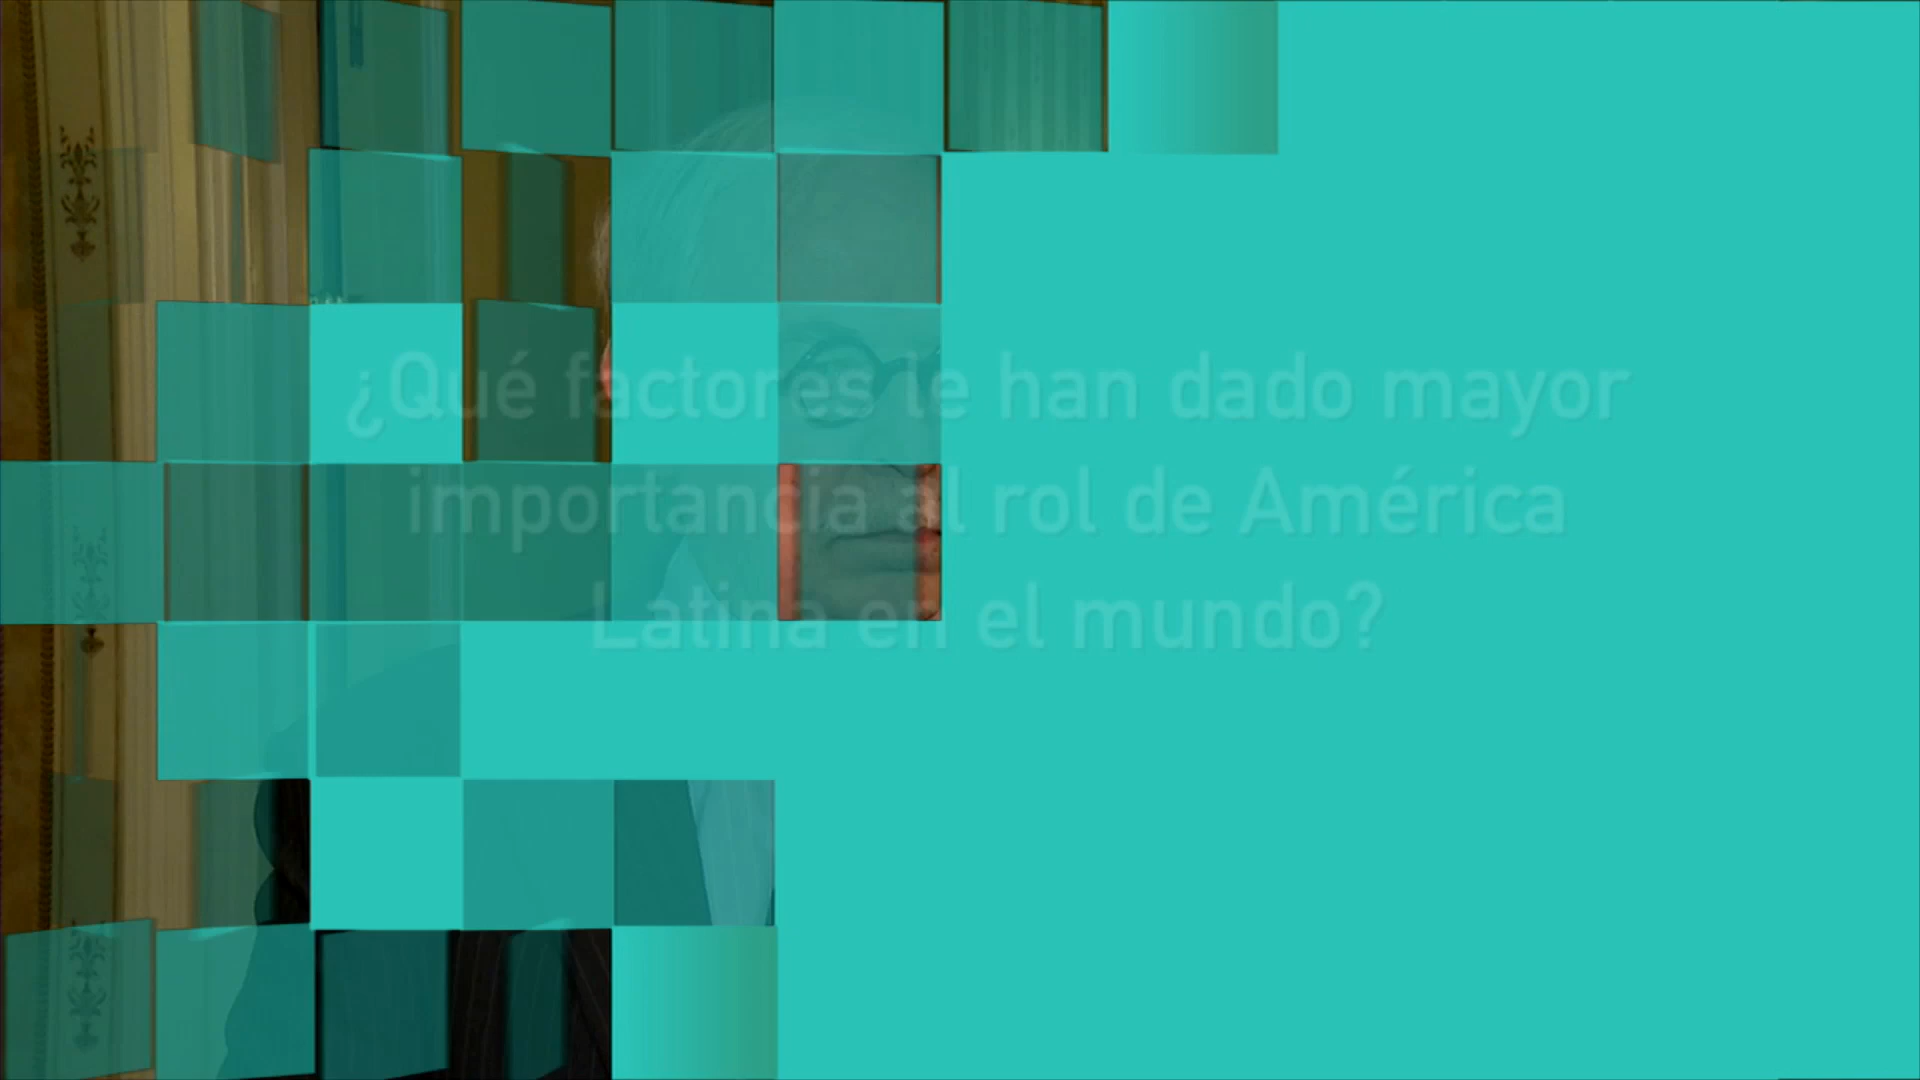 ¿Qué factores le han dado mayor
importancia al rol de América
Latina en el mundo?